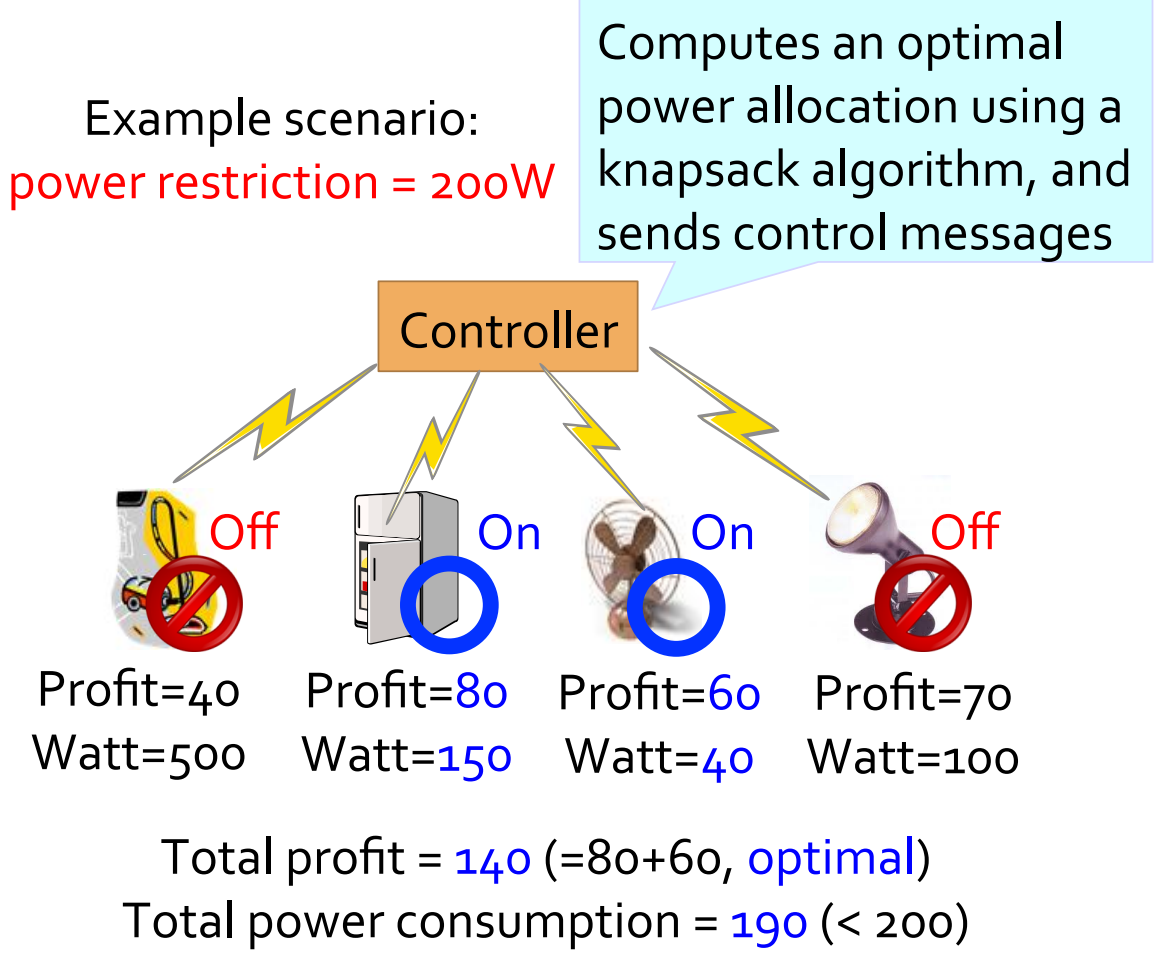 Computes an optimal
power allocation using a
knapsack algorithm, and
sends control messages
Example scenario:
power restriction = 200W
Controller
Off
On
On
Off
Profit=40
Profit=80
Profit=60
Profit=70
Watt=500
Watt=150
Watt=40
Watt=100
Total profit = 140 (=80+60, optimal)
Total power consumption = 190 (< 200)